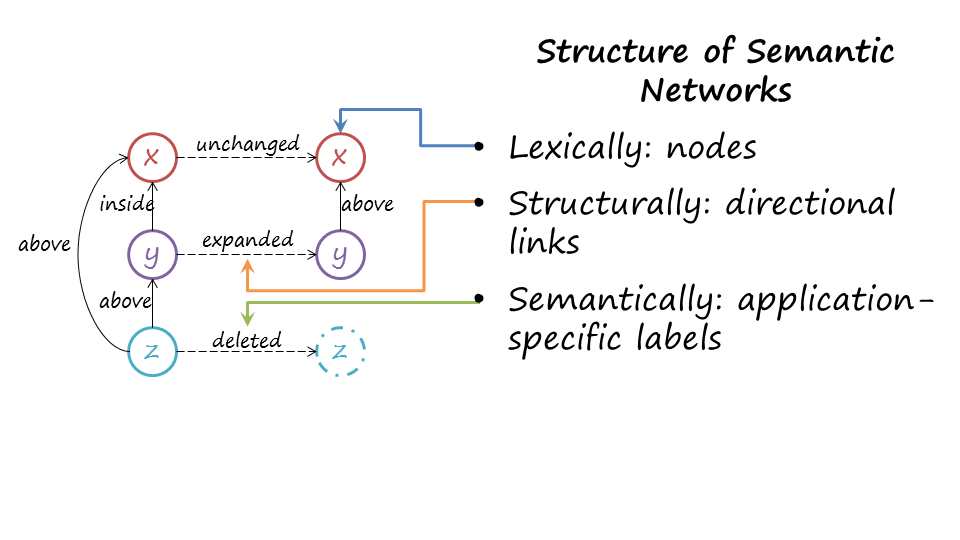 Structure of Semantic
Networks
• Lexically: nodes
• Structurally: directional
links
• Semantically: application-
specific labels
x
unchanged
x
inside
above
above
y
expanded
y
above
z
deleted
z